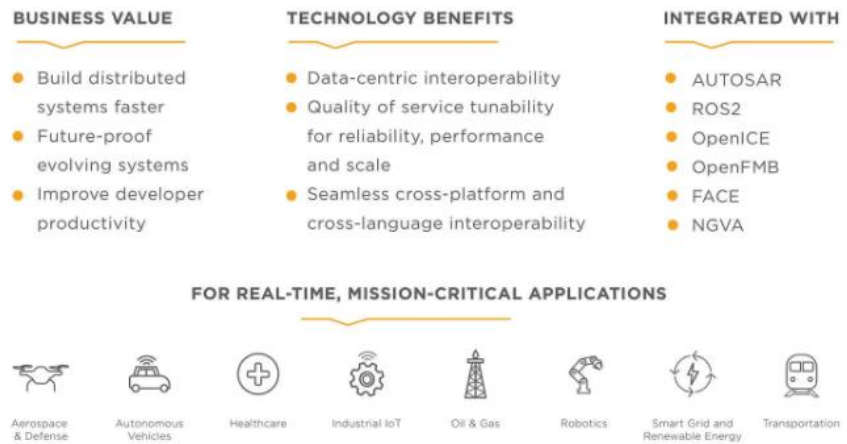 BUSINESS VALUE
Build distributed
systems faster
Future-proof
evolving systems
Improve developer
productivity
TECHNOLOGY BENEFITS
Data-centric interoperability
Quality of service tunability
for reliability, performance
and scale
Seamless cross-platform and
cross-language interoperability
INTEGRATED WITH
AUTOSAR
ROS2
OpenICE
OpenFMB
FACE
NGVA
FOR REAL-TIME, MISSION-CRITICAL APPLICATIONS
Aerospace
& Defense
Autonomous
Vehicles
Healthcare
Industrial IoT
Oil & Gas
Robotics
Smart Grid and
Renewable Energy
Transportation